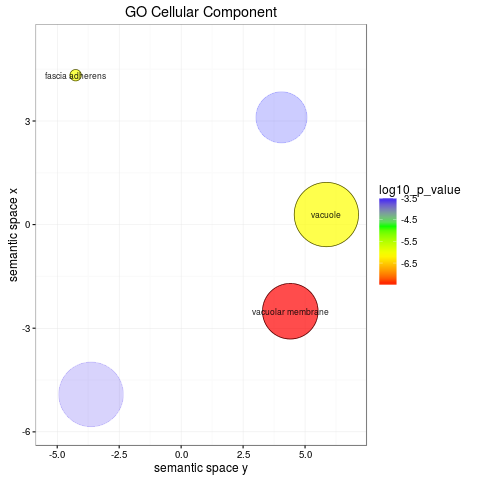 GO Cellular Component
fascia adherens
vacuole
vacuolar membrane
3
0
-3
-6
-5.0
-2.5
0.0
2.5
5.0
semantic space x
semantic space y
log10_p_value
-3.5
-4.5
-5.5
-6.5